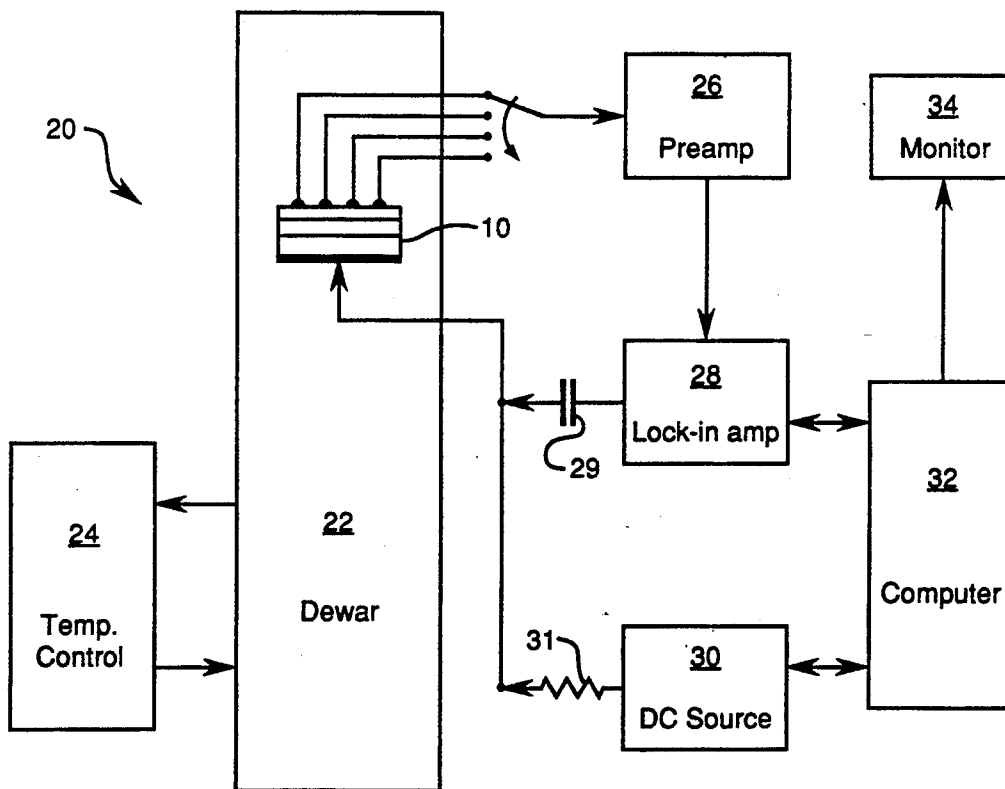 20
10
26
Preamp
34
Monitor
28
Lock-in amp
29
32
Computer
24
Temp.
Control
22
Dewar
31
30
DC Source